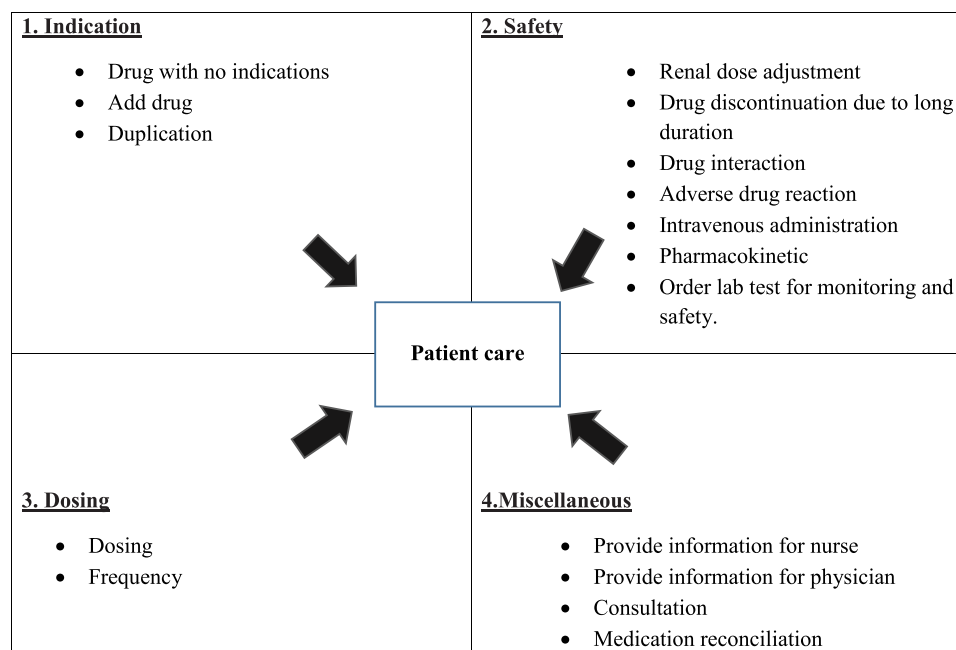 1. Indication
• Drug with no indications
• Add drug
• Duplication
2. Safety
• Renal dose adjustment
• Drug discontinuation due to long
duration
• Drug interaction
• Adverse drug reaction
• Intravenous administration
• Pharmacokinetic
• Order lab test for monitoring and
safety.
Patient care
3. Dosing
• Dosing
• Frequency
4.Miscellaneous
• Provide information for nurse
• Provide information for physician
• Consultation
• Medication reconciliation